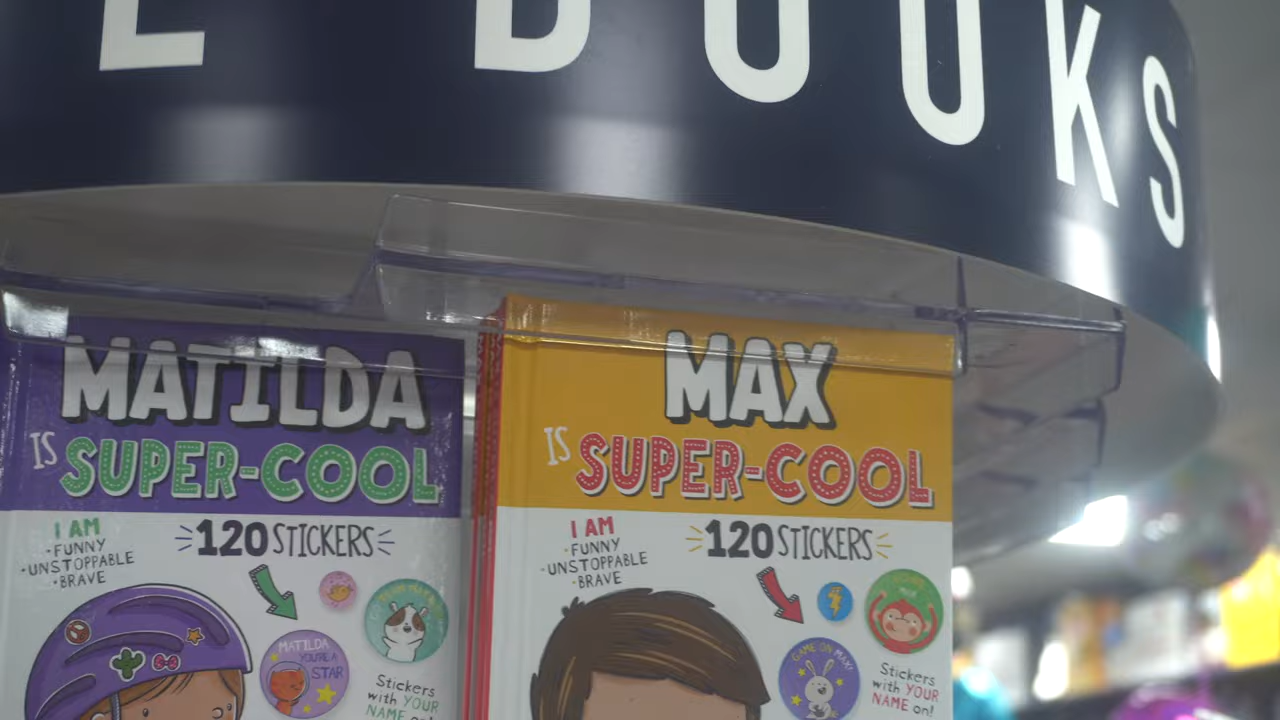 BOOKS
MATILDA
IS SUPER-COOL
I AM
•FUNNY
•UNSTOPPABLE
•BRAVE
120 STICKERS
MATILDA
YOU'RE A
STAR
Stickers
with YOUR
NAME on!
MAX
IS SUPER-COOL
I AM
•FUNNY
•UNSTOPPABLE
•BRAVE
120 STICKERS
GAME ON MAX!
Stickers
with YOUR
NAME on!